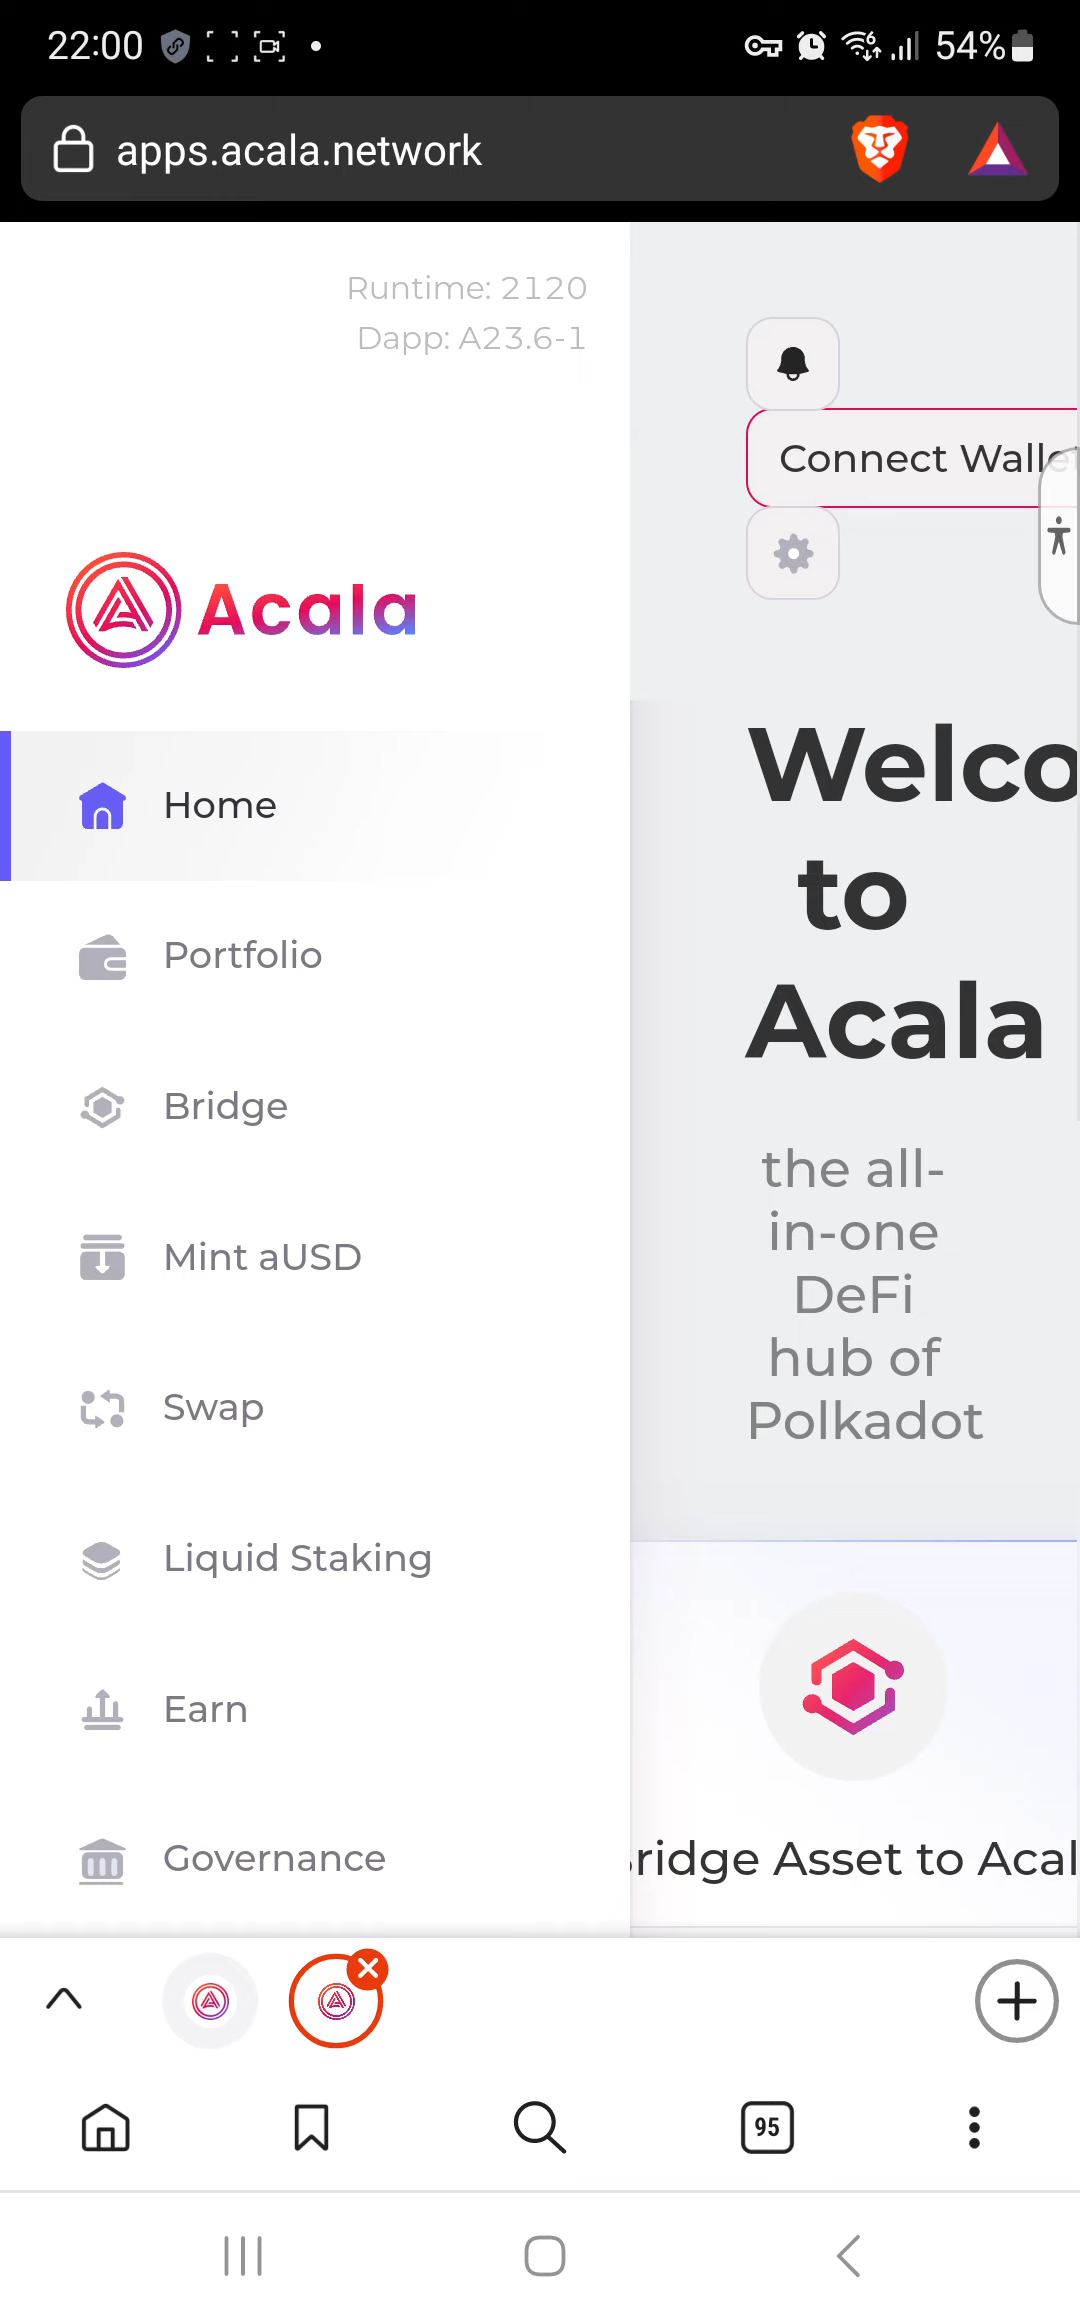 22:00
6
54%
apps.acala.network
Runtime: 2120
Dapp: A23.6-1
Connect Walle
Acala
Welco
to
Acala
the all-
in-one
DeFi
hub of
Polkadot
Home
Portfolio
Bridge
Mint aUSD
Swap
Liquid Staking
Earn
Governance
ridge Asset to Acal
95